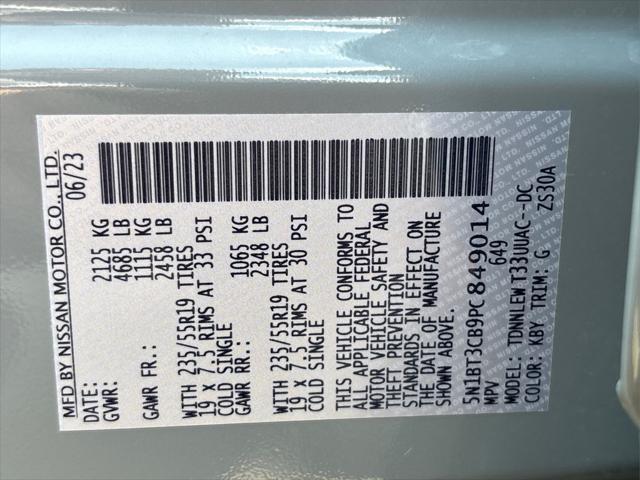 MFD BY NISSAN MOTOR CO., LTD.
DATE: 06/23
GVWR: 2125 KG
4685 LB
GAWR FR.: 1115 KG
2458 LB
WITH 235/55R19 TIRES
19 X 7.5 RIMS AT 33 PSI
COLD SINGLE
GAWR RR.: 1065 KG
2348 LB
WITH 235/55R19 TIRES
19 X 7.5 RIMS AT 30 PSI
COLD SINGLE
THIS VEHICLE CONFORMS TO
ALL APPLICABLE FEDERAL
MOTOR VEHICLE SAFETY AND
THEFT PREVENTION
STANDARDS IN EFFECT ON
THE DATE OF MANUFACTURE
SHOWN ABOVE.
5N1BT3CB9PC849014
MPV 649
MODEL: TDNNLEWT33UUAC--DC
COLOR: KBY TRIM: G ZS30A